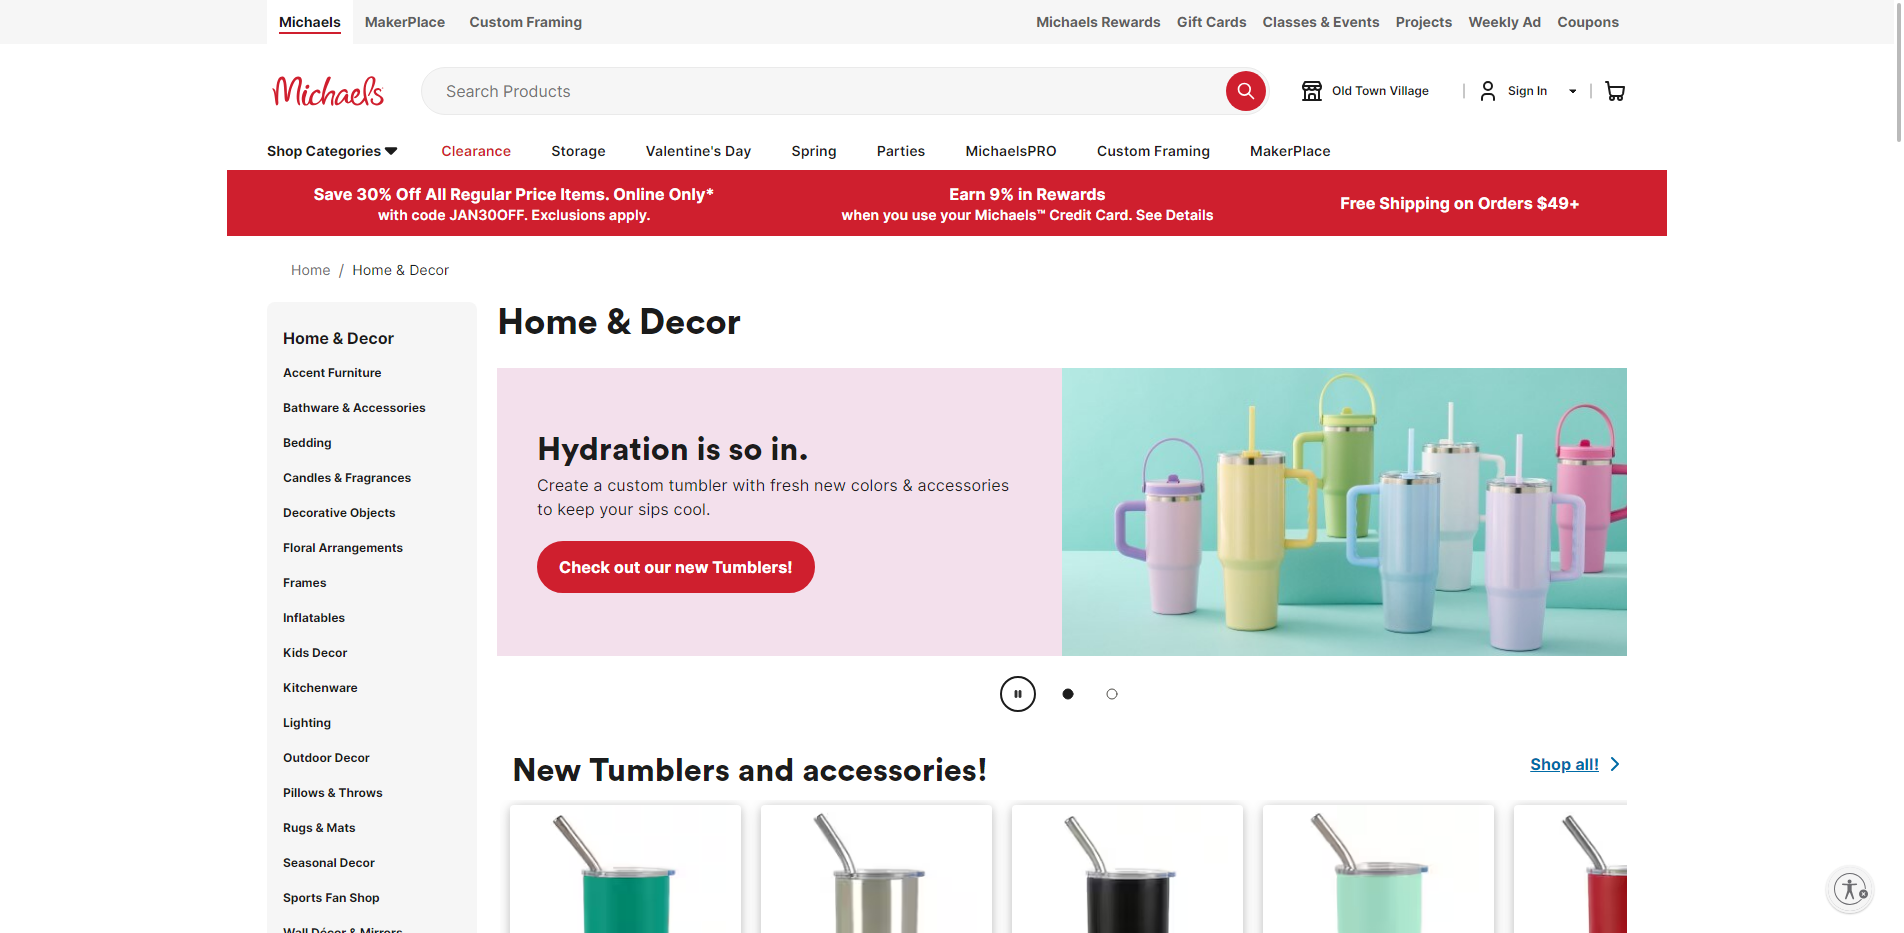 Michaels MakerPlace Custom Framing Michaels Rewards Gift Cards Classes & Events Projects Weekly Ad Coupons
Michaels Search Products Old Town Village Sign In
Shop Categories Clearance Storage Valentine's Day Spring Parties MichaelsPRO Custom Framing MakerPlace
Save 30% Off All Regular Price Items. Online Only*
with code JAN30OFF. Exclusions apply.
Earn 9% in Rewards
when you use your Michaels™ Credit Card. See Details
Free Shipping on Orders $49+
Home / Home & Decor
Home & Decor
Accent Furniture
Bathware & Accessories
Bedding
Candles & Fragrances
Decorative Objects
Floral Arrangements
Frames
Inflatables
Kids Decor
Kitchenware
Lighting
Outdoor Decor
Pillows & Throws
Rugs & Mats
Seasonal Decor
Sports Fan Shop
Wall Décor & Mirrors
Home & Decor
Hydration is so in.
Create a custom tumbler with fresh new colors & accessories
to keep your sips cool.
Check out our new Tumblers!
New Tumblers and accessories!
Shop all!